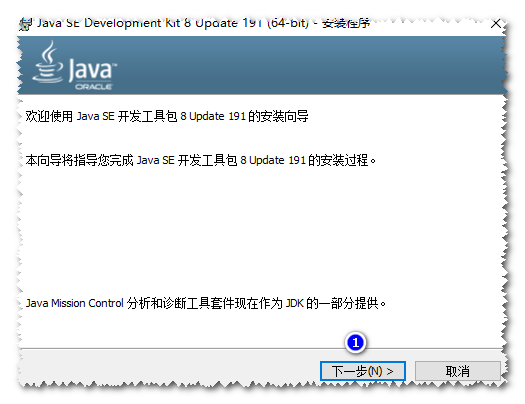 Java SE Development Kit 8 Update 191 (64-bit) - 安装程序
Java
ORACLE
欢迎使用 Java SE 开发工具包 8 Update 191 的安装向导
本向导将指导您完成 Java SE 开发工具包 8 Update 191 的安装过程。
Java Mission Control 分析和诊断工具套件现在作为 JDK 的一部分提供。
1
下一步(N) >
取消